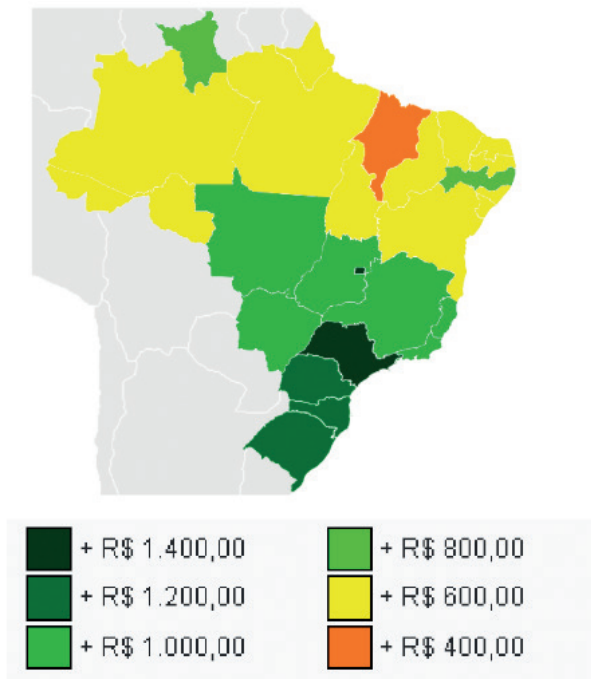 + R$ 1.400,00
+ R$ 1.200,00
+ R$ 1.000,00
+ R$ 800,00
+ R$ 600,00
+ R$ 400,00